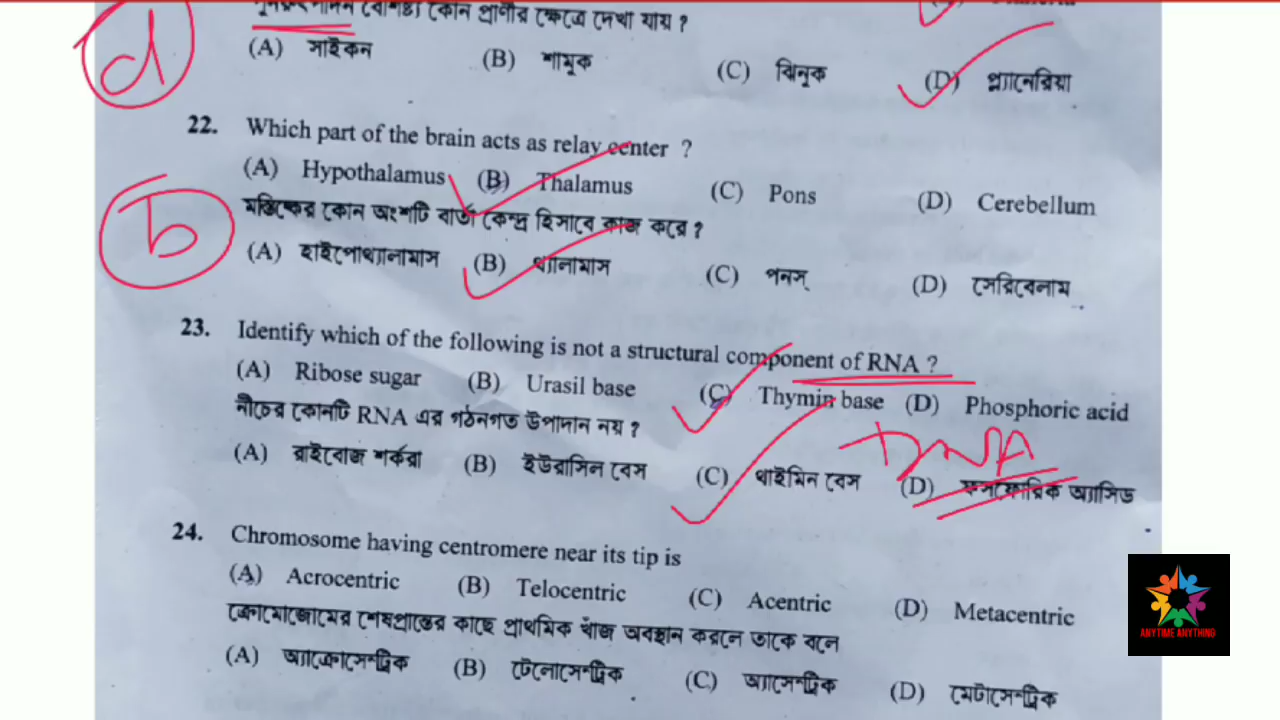 কোন প্রাণীর ক্ষেত্রে দেখা যায় ?
(A) সাইকন (B) শামুক (C) ঝিনুক (D) প্ল্যানেরিয়া
d
22. Which part of the brain acts as relay center ?
(A) Hypothalamus (B) Thalamus (C) Pons (D) Cerebellum
মস্তিষ্কের কোন অংশটি বার্তা কেন্দ্র হিসাবে কাজ করে ?
b
(A) হাইপোথ্যালামাস (B) থ্যালামাস (C) পনস্ (D) সেরিবেলাম
23. Identify which of the following is not a structural component of RNA ?
(A) Ribose sugar (B) Urasil base (C) Thymin base (D) Phosphoric acid
নীচের কোনটি RNA এর গঠনগত উপাদান নয় ?
DNA
(A) রাইবোজ শর্করা (B) ইউরাসিল বেস (C) থাইমিন বেস (D) ফসফোরিক অ্যাসিড
24. Chromosome having centromere near its tip is
(A) Acrocentric (B) Telocentric (C) Acentric (D) Metacentric
ক্রোমোজোমের শেষপ্রান্তের কাছে প্রাথমিক খাঁজ অবস্থান করলে তাকে বলে
(A) অ্যাক্রোসেন্ট্রিক (B) টেলোসেন্ট্রিক (C) অ্যাসেন্ট্রিক (D) মেটাসেন্ট্রিক
ANYTIME ANYTHING